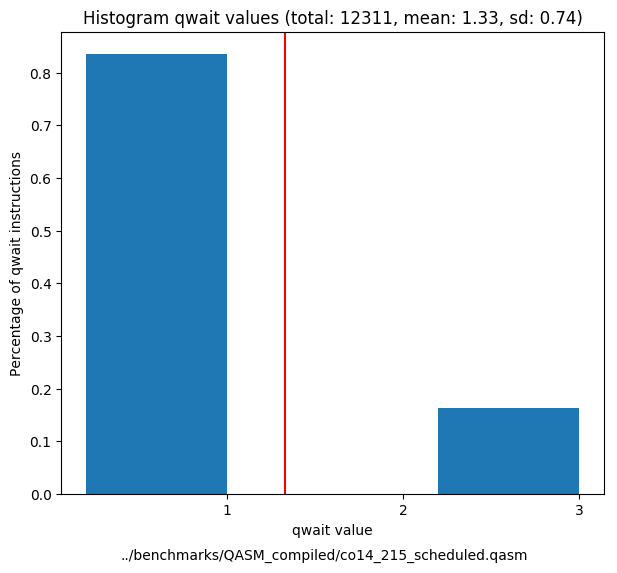 Histogram qwait values (total: 12311, mean: 1.33, sd: 0.74)
Percentage of qwait instructions
0.8
0.7
0.6
0.5
0.4
0.3
0.2
0.1
0.0
1 2 3
qwait value
../benchmarks/QASM_compiled/co14_215_scheduled.qasm